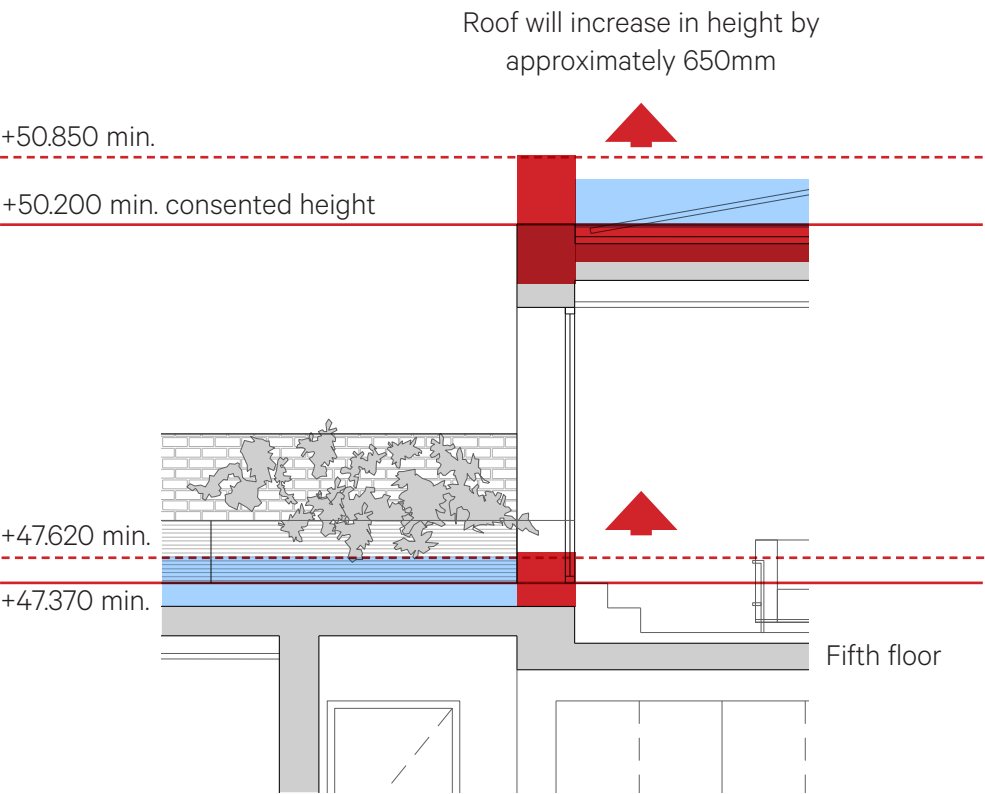 Roof will increase in height by
approximately 650mm
+50.850 min.
+50.200 min. consented height
+47.620 min.
+47.370 min.
Fifth floor